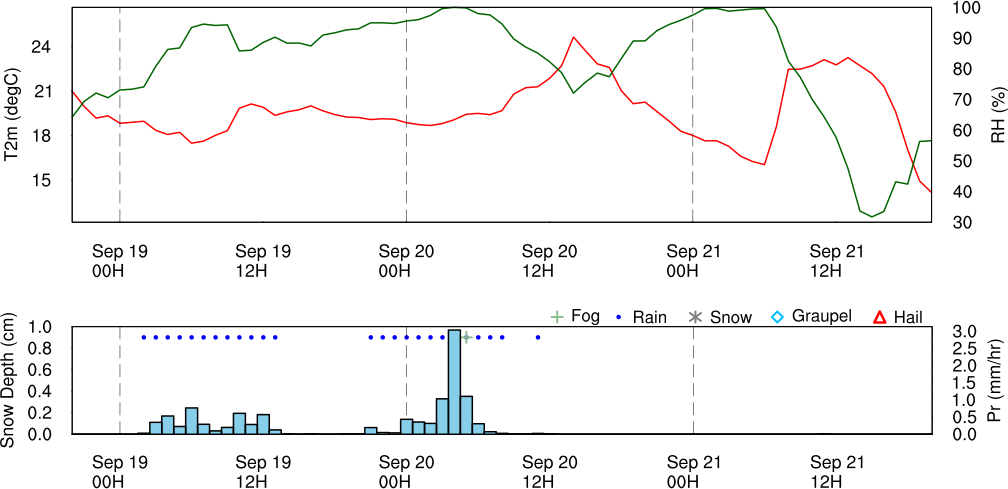 T2m (degC)
24
21
18
15
100
90
80
70
60
50
40
30
RH (%)
Sep 19 00H
Sep 19 12H
Sep 20 00H
Sep 20 12H
Sep 21 00H
Sep 21 12H
Fog Rain Snow Graupel Hail
Snow Depth (cm)
1.0
0.8
0.6
0.4
0.2
0.0
3.0
2.5
2.0
1.5
1.0
0.5
0.0
Pr (mm/hr)
Sep 19 00H
Sep 19 12H
Sep 20 00H
Sep 20 12H
Sep 21 00H
Sep 21 12H